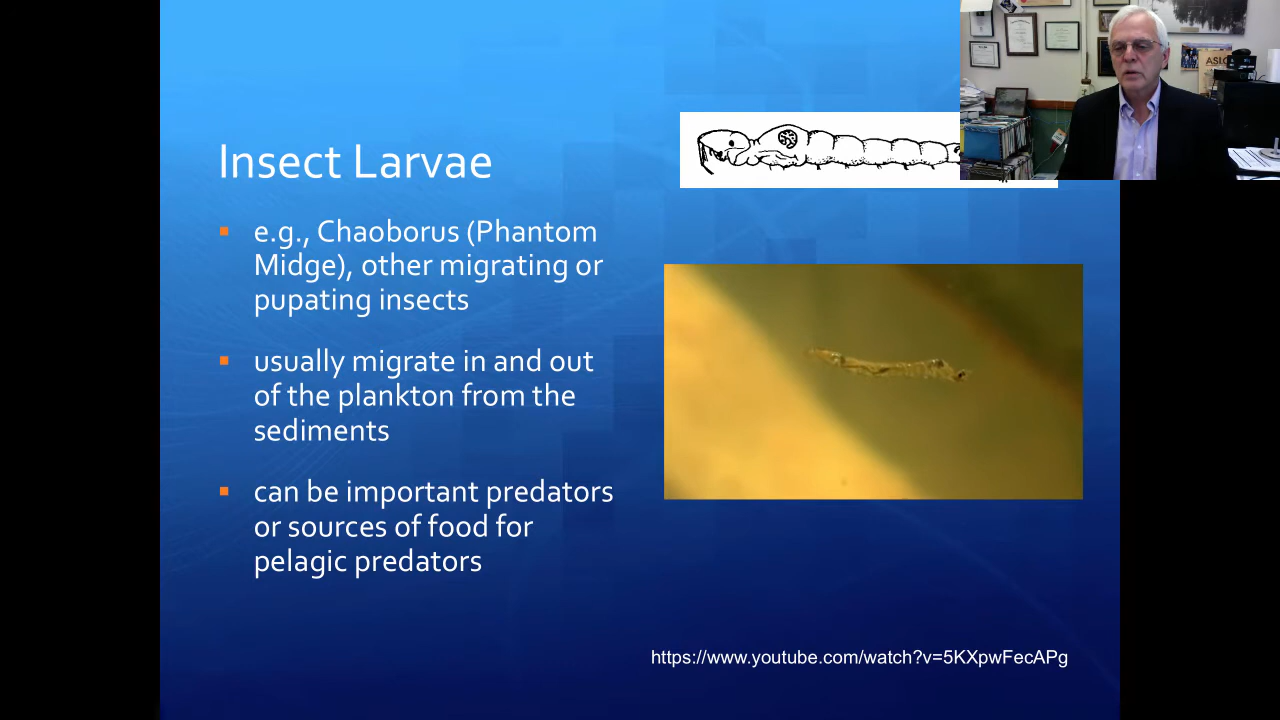 Insect Larvae
e.g., Chaoborus (Phantom
Midge), other migrating or
pupating insects
usually migrate in and out
of the plankton from the
sediments
can be important predators
or sources of food for
pelagic predators
https://www.youtube.com/watch?v=5KXpwFecAPg